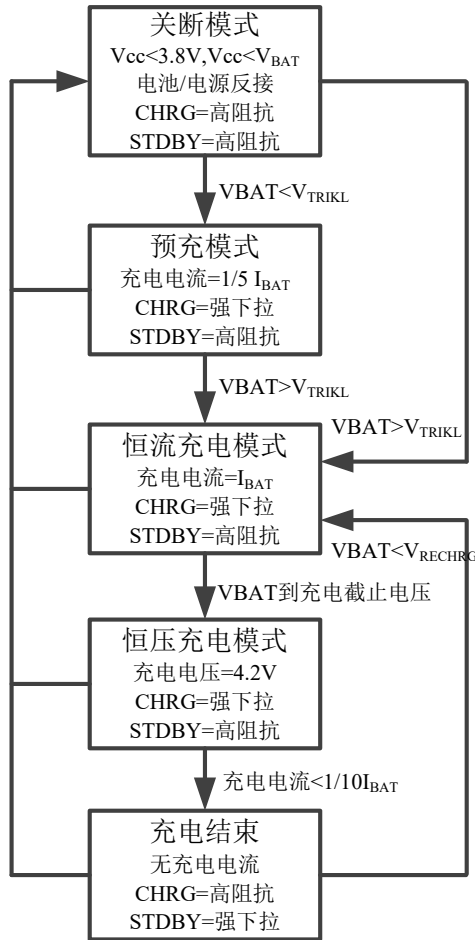 关断模式
Vcc<3.8V,Vcc<VBAT
电池/电源反接
CHRG=高阻抗
STDBY=高阻抗
VBAT<VTRIKL
预充模式
充电电流=1/5 IBAT
CHRG=强下拉
STDBY=高阻抗
VBAT>VTRIKL
VBAT>VTRIKL
恒流充电模式
充电电流=IBAT
CHRG=强下拉
STDBY=高阻抗
VBAT<VRECHRG
VBAT到充电截止电压
恒压充电模式
充电电压=4.2V
CHRG=强下拉
STDBY=高阻抗
充电电流<1/10IBAT
充电结束
无充电电流
CHRG=高阻抗
STDBY=强下拉